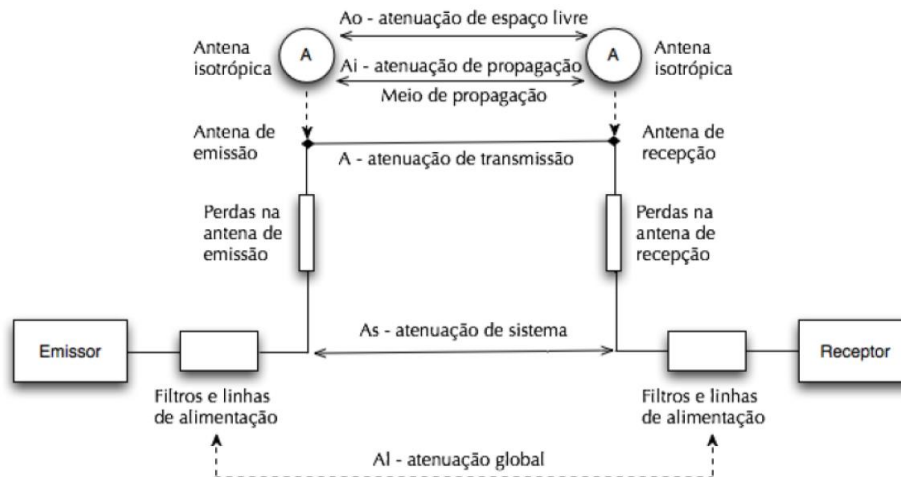 Ao - atenuação de espaço livre
Antena
isotrópica
A
A
Antena
isotrópica
Ai - atenuação de propagação
Meio de propagação
Antena de
emissão
Antena de
recepção
A - atenuação de transmissão
Perdas na
antena de
emissão
Perdas na
antena de
recepção
As - atenuação de sistema
Emissor
Receptor
Filtros e linhas
de alimentação
Filtros e linhas
de alimentação
Al - atenuação global